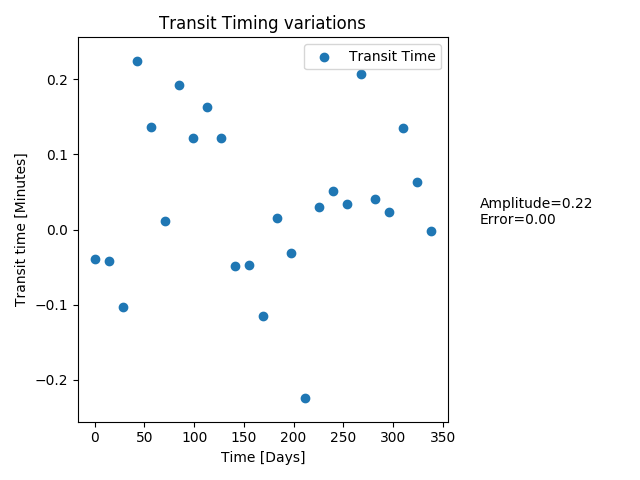 Transit Timing variations
Transit Time
Transit time [Minutes]
0.2
0.1
0.0
−0.1
−0.2
0 50 100 150 200 250 300 350
Time [Days]
Amplitude=0.22
Error=0.00